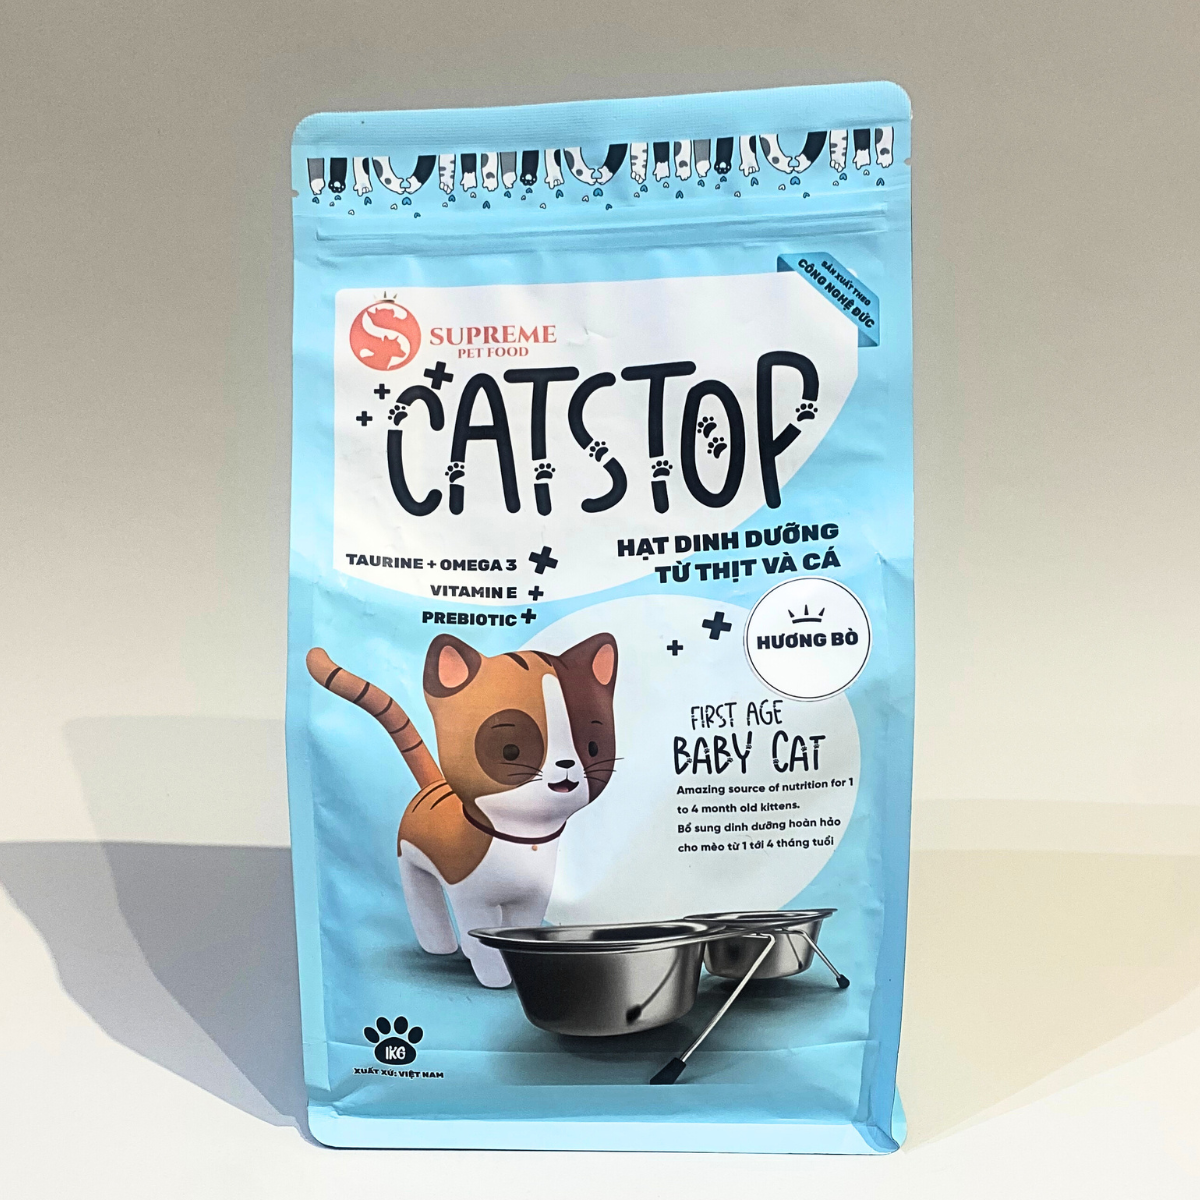 SẢN XUẤT THEO
CÔNG NGHỆ ĐỨC
SUPREME
PET FOOD
CATSTOP
HẠT DINH DƯỠNG
TỪ THỊT VÀ CÁ
TAURINE + OMEGA 3
VITAMIN E
PREBIOTIC
HƯƠNG BÒ
FIRST AGE
BABY CAT
Amazing source of nutrition for 1
to 4 month old kittens.
Bổ sung dinh dưỡng hoàn hảo
cho mèo từ 1 tới 4 tháng tuổi
1KG
XUẤT XỨ: VIỆT NAM